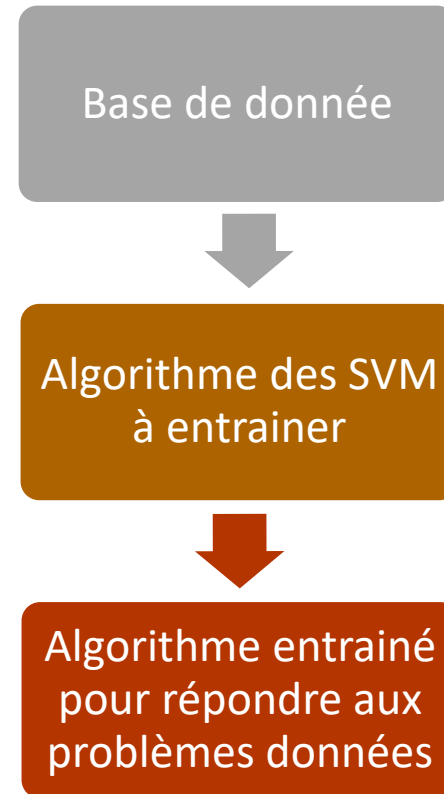 Base de donnée
Algorithme des SVM
à entrainer
Algorithme entrainé
pour répondre aux
problèmes données